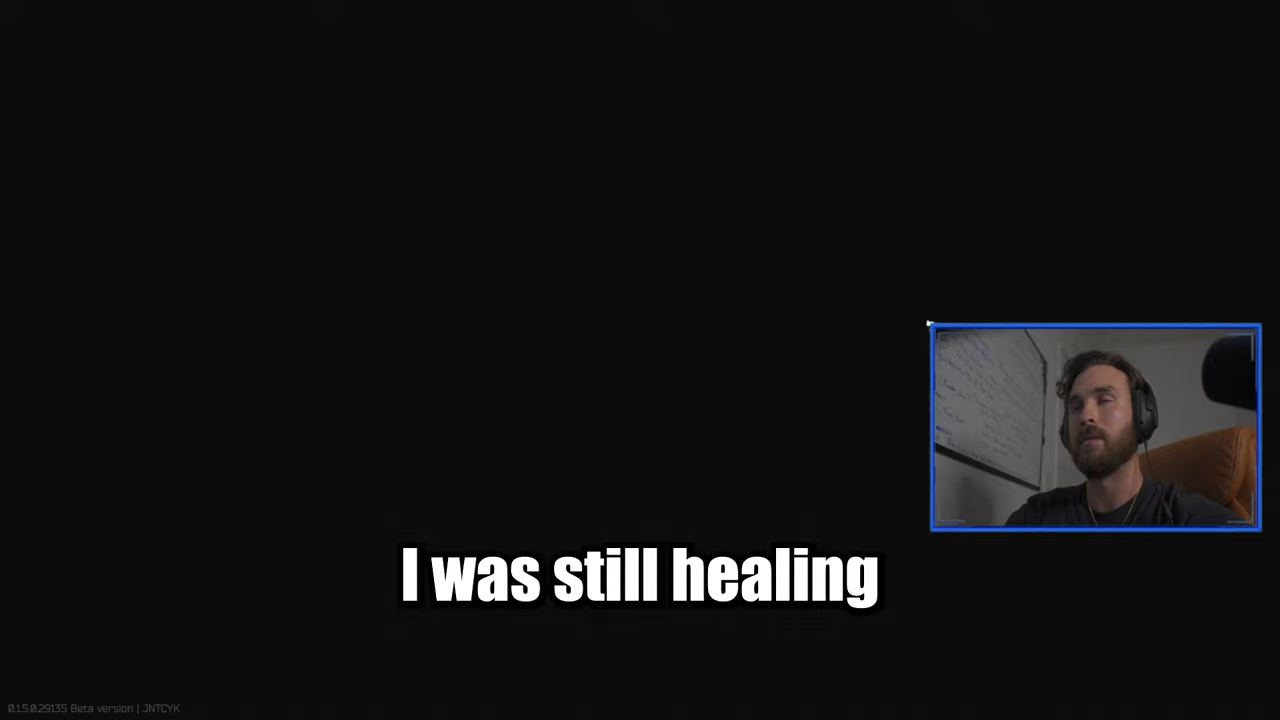 I was still healing
0.15.0.29135 Beta version | JNTCYK